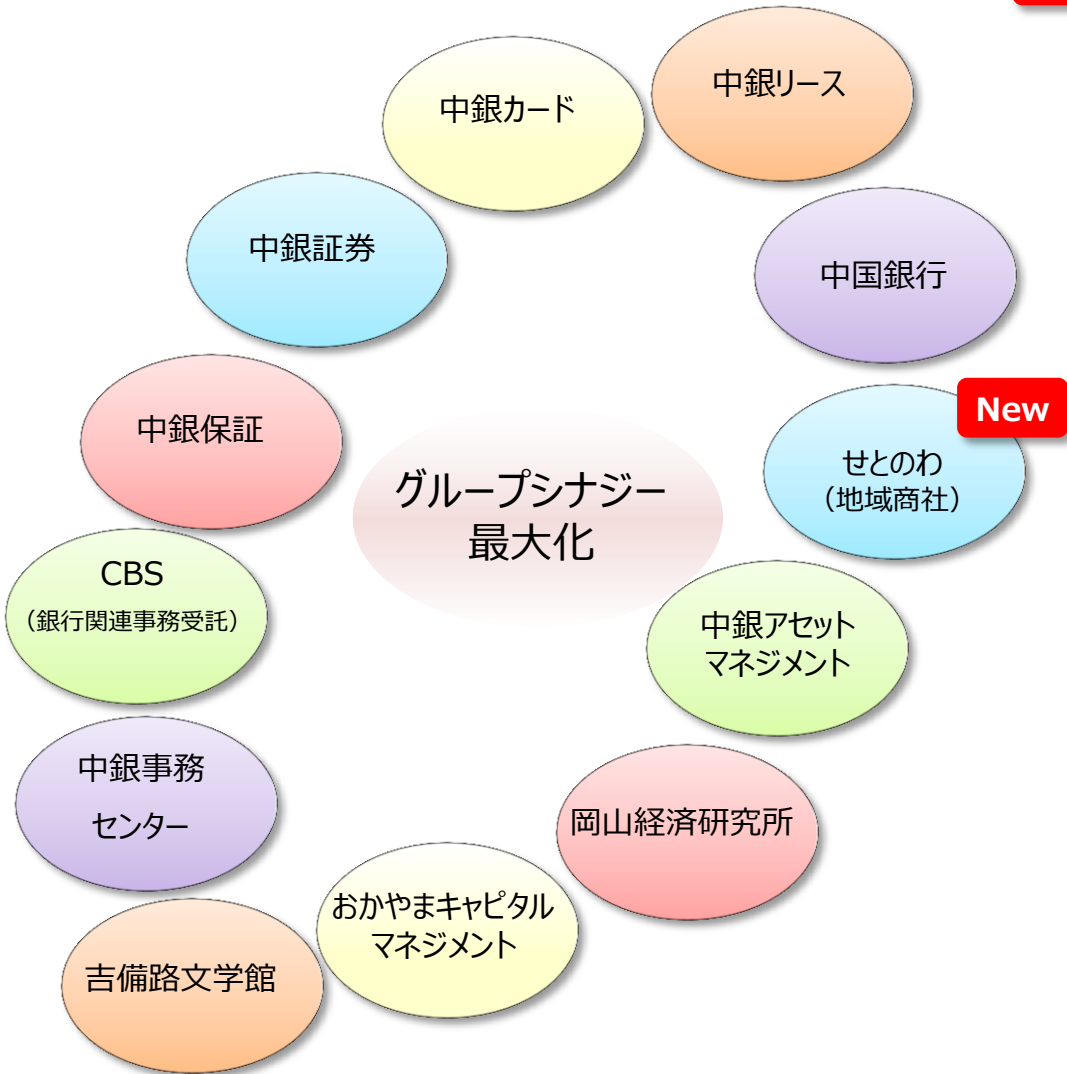 中銀リース
中銀カード
中銀証券
中国銀行
New
中銀保証
せとのわ
（地域商社）
グループシナジー
最大化
CBS
（銀行関連事務受託）
中銀アセット
マネジメント
中銀事務
センター
岡山経済研究所
おかやまキャピタル
マネジメント
吉備路文学館